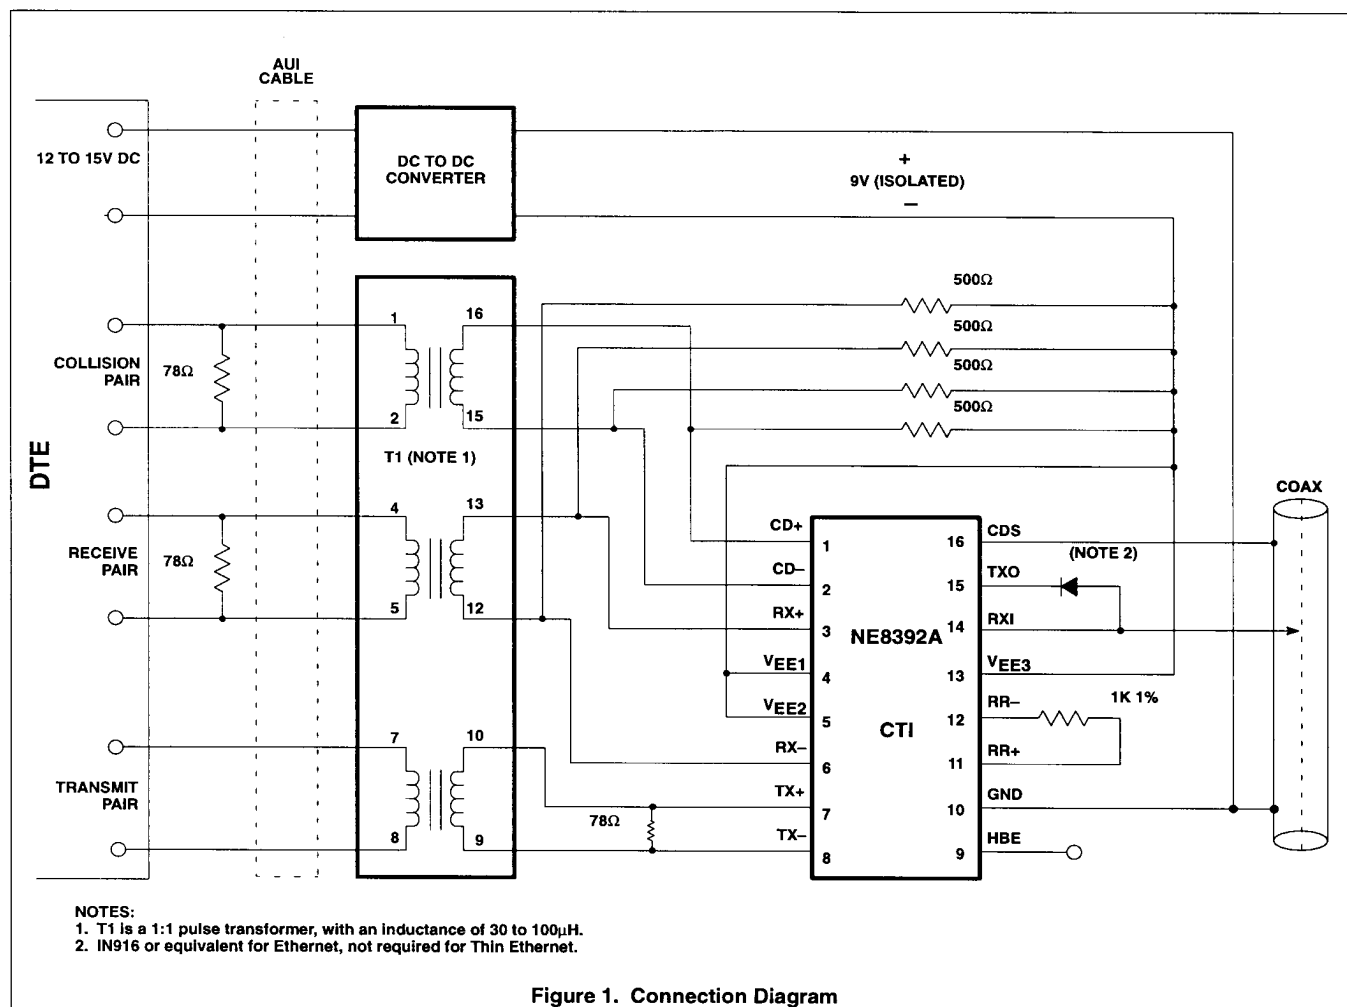 AUI
CABLE
12 TO 15V DC
DC TO DC
CONVERTER
+
9V (ISOLATED)
–
500Ω
500Ω
500Ω
500Ω
1
16
COLLISION
PAIR
78Ω
2
15
T1 (NOTE 1)
DTE
4
13
RECEIVE
PAIR
78Ω
5
12
7
10
TRANSMIT
PAIR
8
9
78Ω
CD+
1
CD–
2
RX+
3
VEE1
4
VEE2
5
RX–
6
TX+
7
TX–
8
NE8392A
CTI
16
CDS
(NOTE 2)
15
TXO
14
RXI
13
VEE3
12
RR–
1K 1%
11
RR+
10
GND
9
HBE
COAX
NOTES:
1. T1 is a 1:1 pulse transformer, with an inductance of 30 to 100μH.
2. IN916 or equivalent for Ethernet, not required for Thin Ethernet.
Figure 1. Connection Diagram